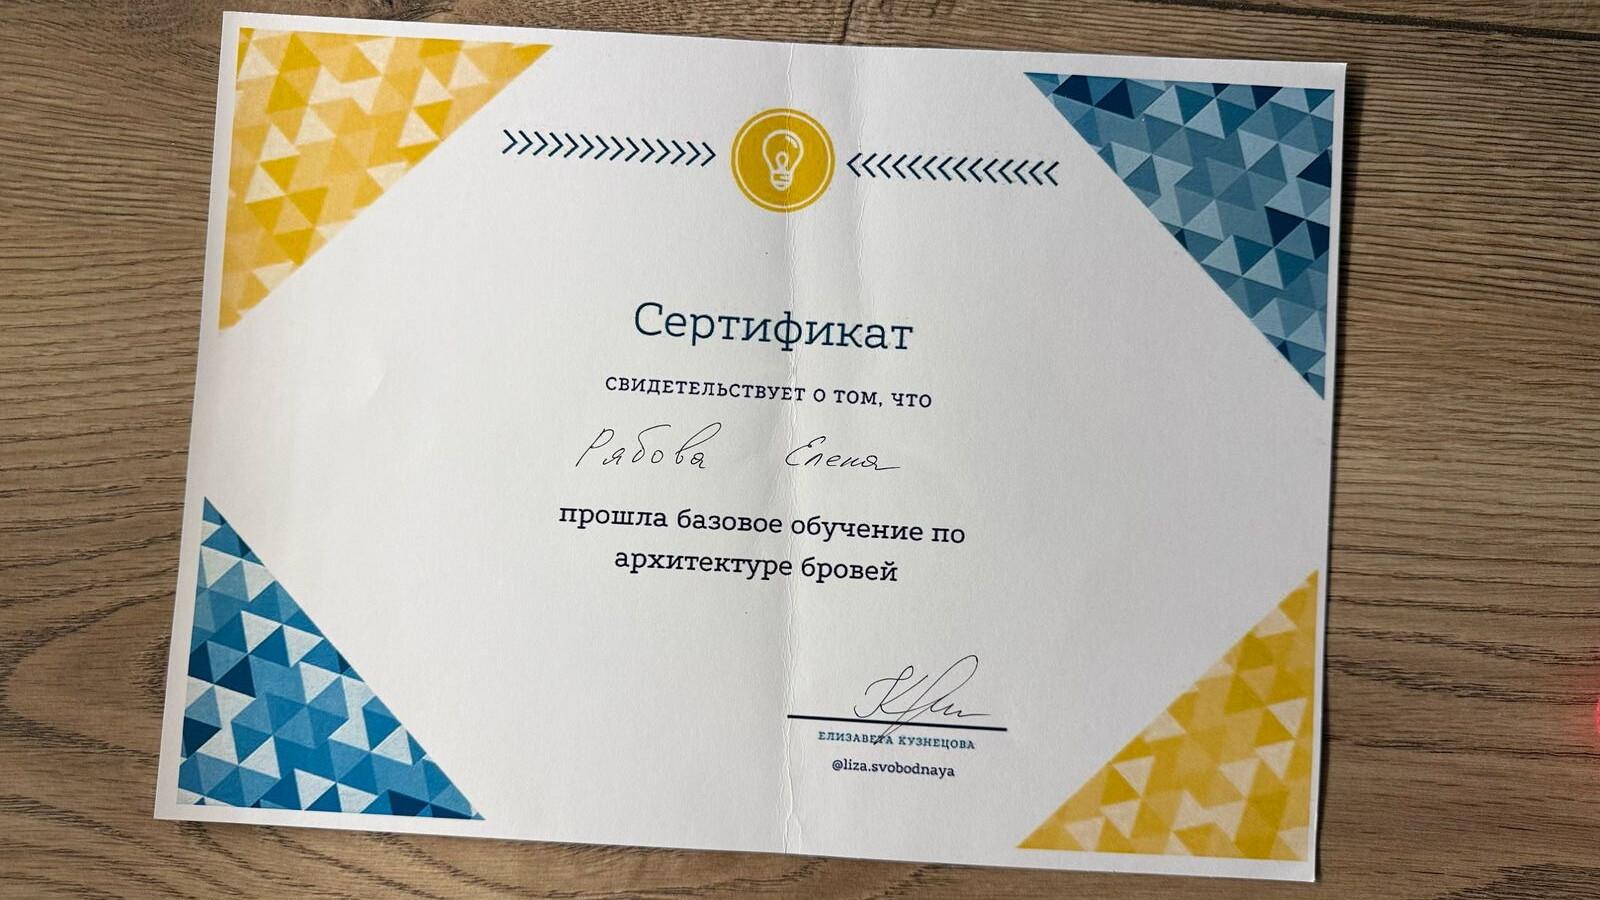 Сертификат
СВИДЕТЕЛЬСТВУЕТ О ТОМ, ЧТО
Рябова Елена
прошла базовое обучение по
архитектуре бровей
ЕЛИЗАВЕТА КУЗНЕЦОВА
@liza.svobodnaya